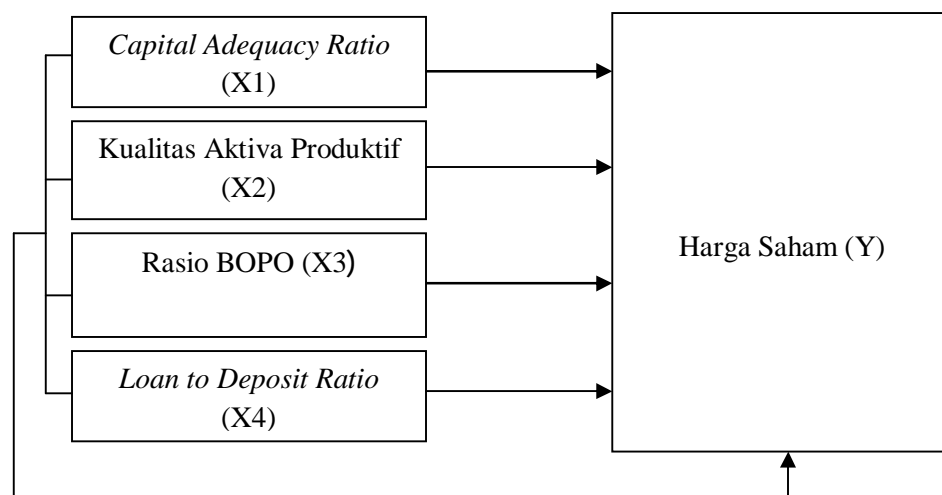 Capital Adequacy Ratio
(X1)
Kualitas Aktiva Produktif
(X2)
Rasio BOPO (X3)
Loan to Deposit Ratio
(X4)
Harga Saham (Y)